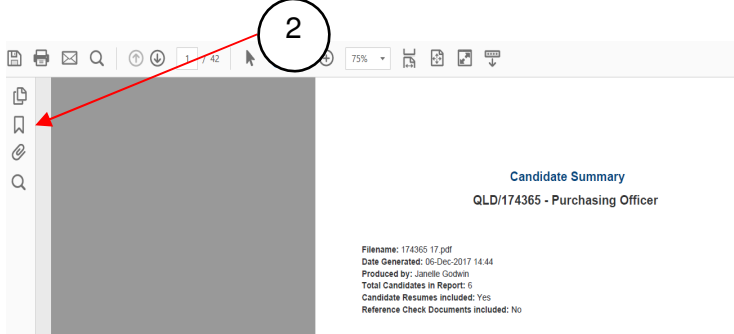 2
1 / 42
75%
Candidate Summary
QLD/174365 - Purchasing Officer
Filename: 174365 17.pdf
Date Generated: 06-Dec-2017 14:44
Produced by: Janelle Godwin
Total Candidates in Report: 6
Candidate Resumes included: Yes
Reference Check Documents included: No